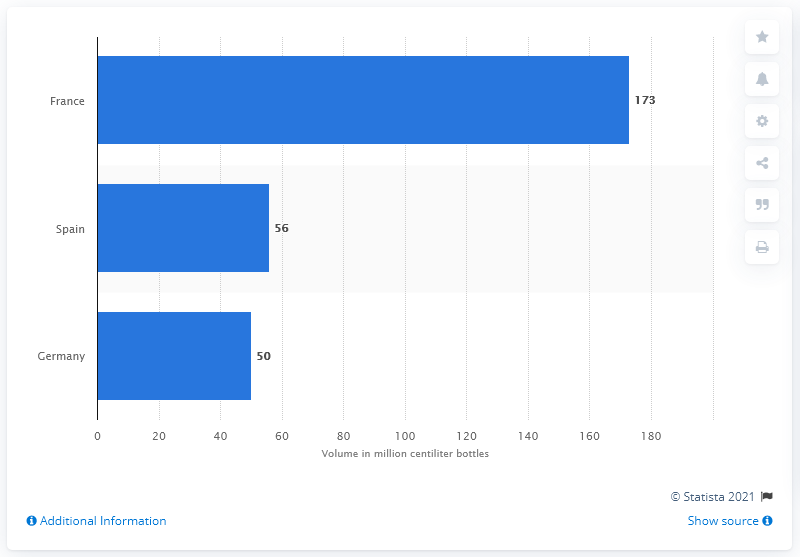 France
173
Spain
56
Germany
50
0 20 40 60 80 100 120 140 160 180
Volume in million centiliter bottles
© Statista 2021
Additional Information
Show source